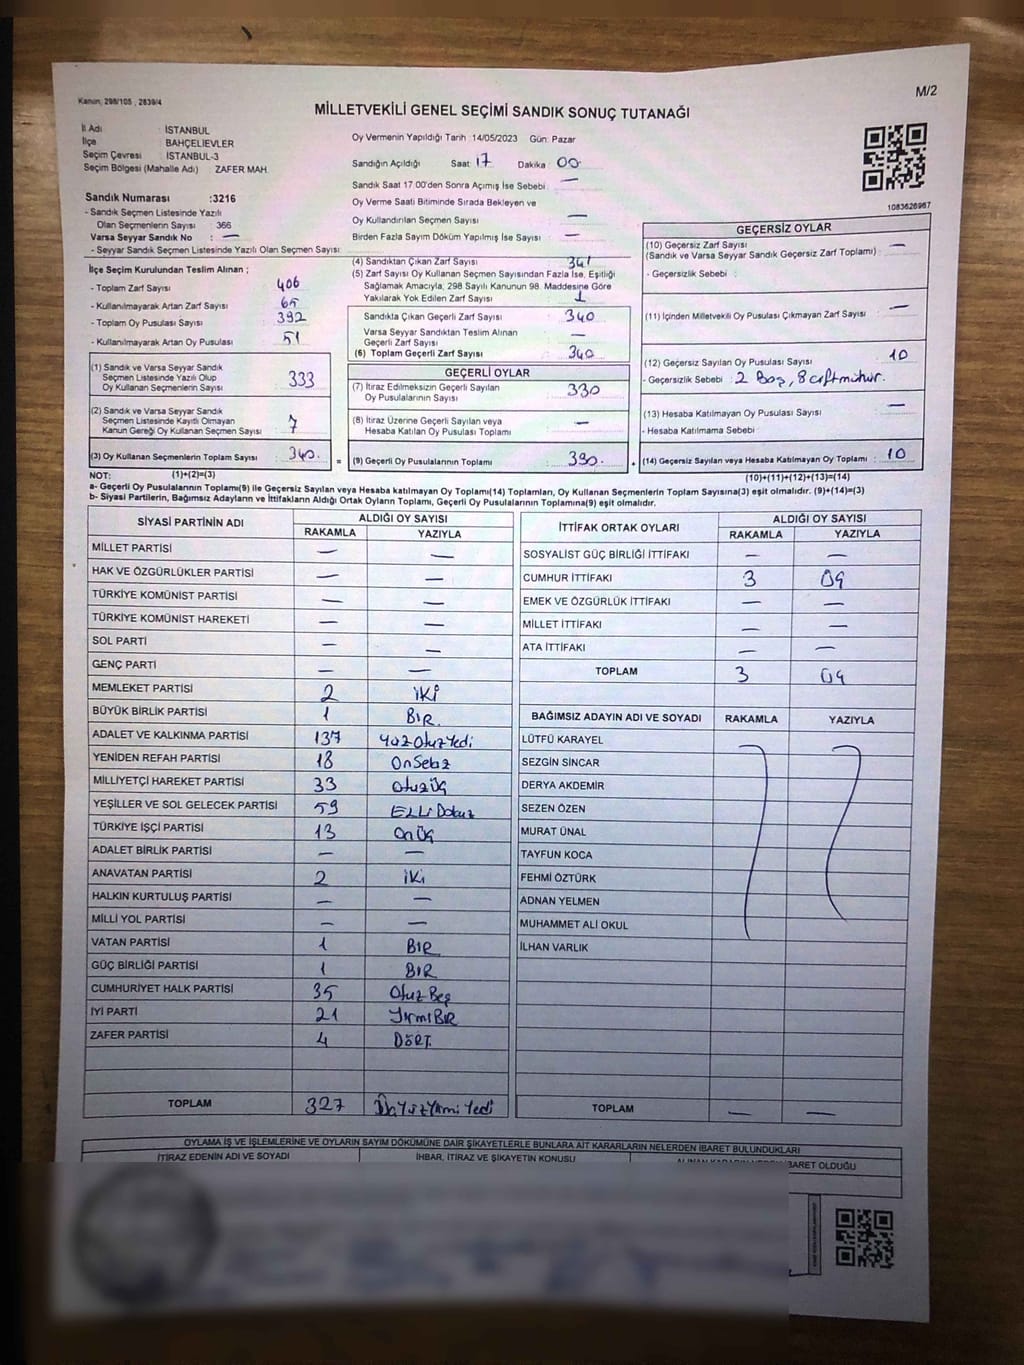 Kanun, 298/105 , 2839/4
M/2
MİLLETVEKİLİ GENEL SEÇİMİ SANDIK SONUÇ TUTANAĞI
İl Adı : İSTANBUL
İlçe : BAHÇELİEVLER
Seçim Çevresi : İSTANBUL-3
Seçim Bölgesi (Mahalle Adı) : ZAFER MAH.
Oy Vermenin Yapıldığı Tarih 14/05/2023 Gün: Pazar
Sandığın Açıldığı Saat 17 Dakika : 00
Sandık Saat 17.00'den Sonra Açımış İse Sebebi : —
Oy Verme Saati Bitiminde Sırada Bekleyen ve
Oy Kullandırılan Seçmen Sayısı : —
Birden Fazla Sayım Döküm Yapılmış İSe Sayısı : —
1083626967
Sandık Numarası :3216
- Sandık Seçmen Listesinde Yazılı
Olan Seçmenlerin Sayısı : 366
Varsa Seyyar Sandık No : —
- Seyyar Sandık Seçmen Listesinde Yazılı Olan Seçmen Sayısı:
İlçe Seçim Kurulundan Teslim Alınan ;
- Toplam Zarf Sayısı : 406
- Kullanılmayarak Artan Zarf Sayısı : 65
- Toplam Oy Pusulası Sayısı : 392
- Kullanılmayarak Artan Oy Pusulası : 51
(1) Sandık ve Varsa Seyyar Sandık
Seçmen Listesinde Yazılı Olup
Oy Kullanan Seçmenlerin Sayısı : 333
(2) Sandık ve Varsa Seyyar Sandık
Seçmen Listesinde Kayıtlı Olmayan
Kanun Gereği Oy Kullanan Seçmen Sayısı : 7
(3) Oy Kullanan Seçmenlerin Toplam Sayısı : 340.
(4) Sandıktan Çıkan Zarf Sayısı : 341
(5) Zarf Sayısı Oy Kullanan Seçmen Sayısından Fazla İse, Eşitliği
Sağlamak Amacıyla, 298 Sayılı Kanunun 98. Maddesine Göre
Yakılarak Yok Edilen Zarf Sayısı : 1
Sandıkla Çıkan Geçerli Zarf Sayısı : 340
Varsa Seyyar Sandıktan Teslim Alınan
Geçerli Zarf Sayısı : —
(6) Toplam Geçerli Zarf Sayısı : 340
GEÇERLİ OYLAR
(7) İtiraz Edilmeksizin Geçerli Sayılan
Oy Pusulalarının Sayısı : 330
(8) İtiraz Üzerine Geçerli Sayılan veya
Hesaba Katılan Oy Pusulası Toplamı : —
= (9) Geçerli Oy Pusulalarının Toplamı : 330. +
GEÇERSİZ OYLAR
(10) Geçersiz Zarf Sayısı : —
(Sandık ve Varsa Seyyar Sandık Geçersiz Zarf Toplamı)
- Geçersizlik Sebebi :
(11) İçinden Milletvekili Oy Pusulası Çıkmayan Zarf Sayısı : —
(12) Geçersiz Sayılan Oy Pusulası Sayısı : 10
- Geçersizlik Sebebi : 2 Boş, 8 çift mühür.
(13) Hesaba Katılmayan Oy Pusulası Sayısı : —
- Hesaba Katılmama Sebebi :
(14) Geçersiz Sayılan veya Hesaba Katılmayan Oy Toplamı : 10
NOT: (1)+(2)=(3) (10)+(11)+(12)+(13)=(14)
a- Geçerli Oy Pusulalarının Toplamı(9) ile Geçersiz Sayılan veya Hesaba katılmayan Oy Toplamı(14) Toplamları, Oy Kullanan Seçmenlerin Toplam Sayısına(3) eşit olmalıdır. (9)+(14)=(3)
b- Siyasi Partilerin, Bağımsız Adayların ve İttifakların Aldığı Ortak Oyların Toplamı, Geçerli Oy Pusulalarının Toplamına(9) eşit olmalıdır.
SİYASİ PARTİNİN ADI ALDIĞI OY SAYISI
RAKAMLA YAZIYLA
MİLLET PARTİSİ — —
HAK VE ÖZGÜRLÜKLER PARTİSİ — —
TÜRKİYE KOMÜNİST PARTİSİ — —
TÜRKİYE KOMÜNİST HAREKETİ — —
SOL PARTİ — —
GENÇ PARTİ — —
MEMLEKET PARTİSİ 2 iKi
BÜYÜK BİRLİK PARTİSİ 1 BIR.
ADALET VE KALKINMA PARTİSİ 137 Yüz Otuz Yedi
YENİDEN REFAH PARTİSİ 18 OnSekiz
MİLLİYETÇİ HAREKET PARTİSİ 33 Otuz üç
YEŞİLLER VE SOL GELECEK PARTİSİ 59 ELLi Dokuz
TÜRKİYE İŞÇİ PARTİSİ 13 Onüç
ADALET BİRLİK PARTİSİ — —
ANAVATAN PARTİSİ 2 iKi
HALKIN KURTULUŞ PARTİSİ — —
MİLLİ YOL PARTİSİ — —
VATAN PARTİSİ 1 BIR
GÜÇ BİRLİĞİ PARTİSİ 1 BIR
CUMHURİYET HALK PARTİSİ 35 Otuz Beş
İYİ PARTİ 21 YirmiBIR
ZAFER PARTİSİ 4 DÖRT.
TOPLAM 327 Üçyüz Yirmi Yedi
İTTİFAK ORTAK OYLARI ALDIĞI OY SAYISI
RAKAMLA YAZIYLA
SOSYALİST GÜÇ BİRLİĞİ İTTİFAKI — —
CUMHUR İTTİFAKI 3 Üç
EMEK VE ÖZGÜRLÜK İTTİFAKI — —
MİLLET İTTİFAKI — —
ATA İTTİFAKI — —
TOPLAM 3 Üç
BAĞIMSIZ ADAYIN ADI VE SOYADI RAKAMLA YAZIYLA
LÜTFÜ KARAYEL
SEZGİN SİNCAR
DERYA AKDEMİR
SEZEN ÖZEN
MURAT ÜNAL
TAYFUN KOCA
FEHMİ ÖZTÜRK
ADNAN YELMEN
MUHAMMET ALİ OKUL
İLHAN VARLIK
TOPLAM — —
OYLAMA İŞ VE İŞLEMLERİNE VE OYLARIN SAYIM DÖKÜMÜNE DAİR ŞİKAYETLERLE BUNLARA AİT KARARLARIN NELERDEN İBARET BULUNDUKLARI
İTİRAZ EDENİN ADI VE SOYADI İHBAR, İTİRAZ VE ŞİKAYETİN KONUSU OLDUĞU